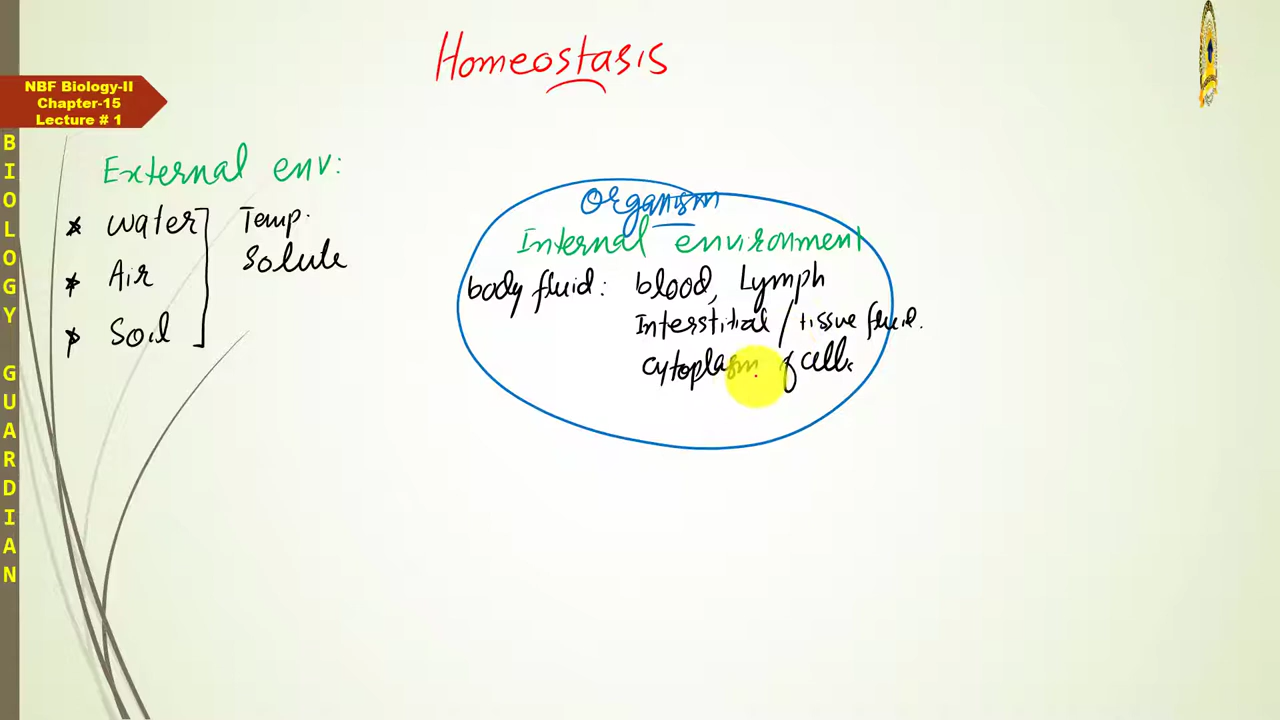 Homeostasis
NBF Biology-II
Chapter-15
Lecture # 1
BIOLOGY GUARDIAN
External env:
* water
* Air
* Soil
Temp.
Solute
Organism
Internal environment
body fluid: blood, Lymph
Interstitial / tissue fluid.
Cytoplasm of cells